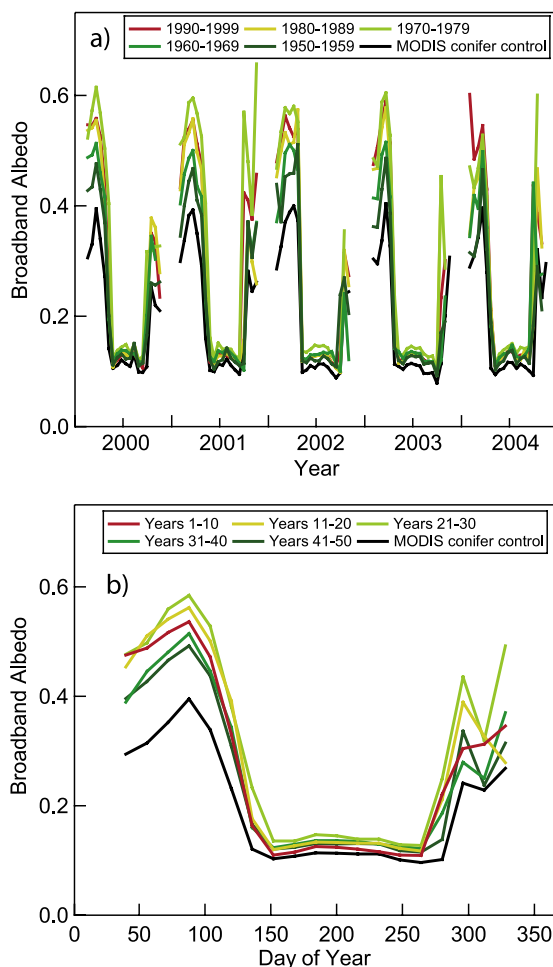 a)
1990-1999 1980-1989 1970-1979
1960-1969 1950-1959 MODIS conifer control
Broadband Albedo
0.6
0.4
0.2
0.0
2000 2001 2002 2003 2004
Year
b)
Years 1-10 Years 11-20 Years 21-30
Years 31-40 Years 41-50 MODIS conifer control
Broadband Albedo
0.6
0.4
0.2
0.0
0 50 100 150 200 250 300 350
Day of Year